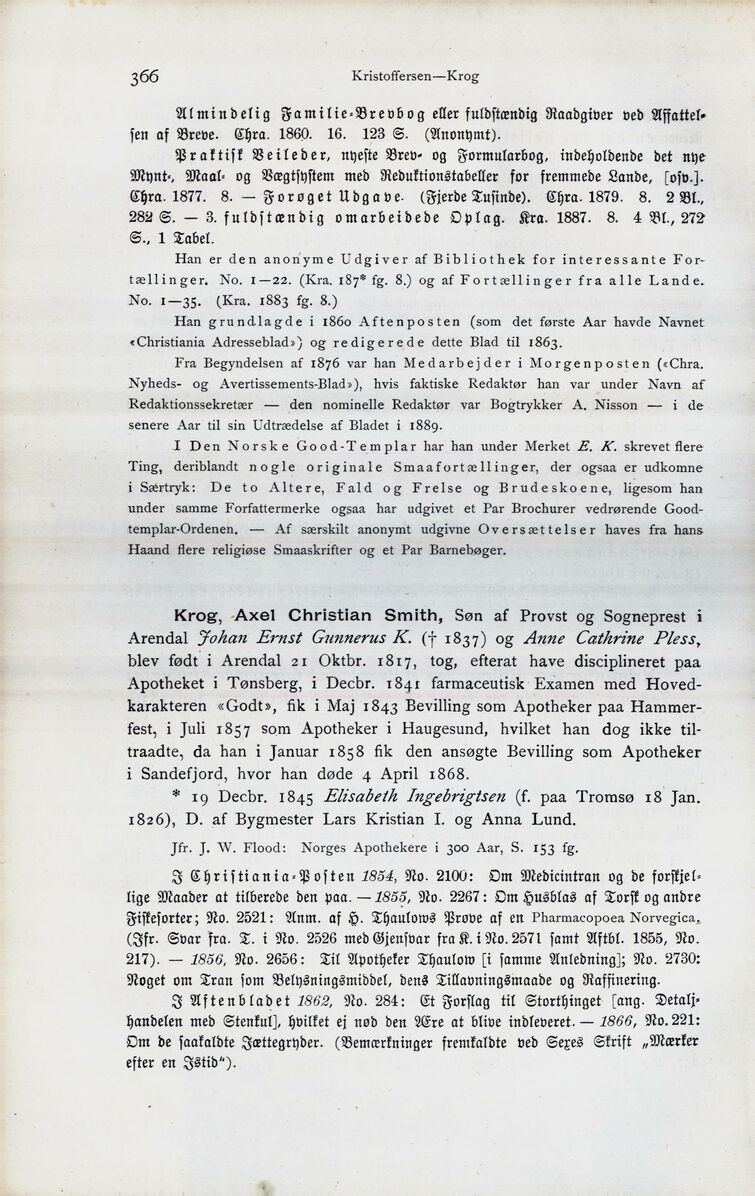 366
Kristoffersen—Krog
Almindelig Familie-Brevbog eller fuldstændig Raadgiver ved Affattel-
sen af Breve. Chra. 1860. 16. 123 S. (Anonymt).
Praktisk Veileder, nyeste Brev- og Formularbog, indeholdende det nye
Mynt-, Maal- og Vægtsystem med Reduktionstabeller for fremmede Lande, [osv.].
Chra. 1877. 8. — Forøget Udgave. (Fjerde Tusinde). Chra. 1879. 8. 2 Bl.,
282 S. — 3. fuldstændig omarbeidede Oplag. Kra. 1887. 8. 4 Bl., 272
S., 1 Tabel.
Han er den anonyme Udgiver af Bibliothek for interessante For-
tællinger. No. 1—22. (Kra. 187* fg. 8.) og af Fortællinger fra alle Lande.
No. 1—35. (Kra. 1883 fg. 8.)
Han grundlagde i 1860 Aftenposten (som det første Aar havde Navnet
«Christiania Adresseblad») og redigerede dette Blad til 1863.
Fra Begyndelsen af 1876 var han Medarbejder i Morgenposten («Chra.
Nyheds- og Avertissements-Blad»), hvis faktiske Redaktør han var under Navn af
Redaktionssekretær — den nominelle Redaktør var Bogtrykker A. Nisson — i de
senere Aar til sin Udtrædelse af Bladet i 1889.
I Den Norske Good-Templar har han under Merket E. K. skrevet flere
Ting, deriblandt nogle originale Smaafortællinger, der ogsaa er udkomne
i Særtryk: De to Altere, Fald og Frelse og Brudeskoene, ligesom han
under samme Forfattermerke ogsaa har udgivet et Par Brochurer vedrørende Good-
templar-Ordenen. — Af særskilt anonymt udgivne Oversættelser haves fra hans
Haand flere religiøse Smaaskrifter og et Par Barnebøger.
Krog, Axel Christian Smith, Søn af Provst og Sogneprest i
Arendal Johan Ernst Gunnerus K. († 1837) og Anne Cathrine Pless,
blev født i Arendal 21 Oktbr. 1817, tog, efterat have disciplineret paa
Apotheket i Tønsberg, i Decbr. 1841 farmaceutisk Examen med Hoved-
karakteren «Godt», fik i Maj 1843 Bevilling som Apotheker paa Hammer-
fest, i Juli 1857 som Apotheker i Haugesund, hvilket han dog ikke til-
traadte, da han i Januar 1858 fik den ansøgte Bevilling som Apotheker
i Sandefjord, hvor han døde 4 April 1868.
* 19 Decbr. 1845 Elisabeth Ingebrigtsen (f. paa Tromsø 18 Jan.
1826), D. af Bygmester Lars Kristian I. og Anna Lund.
Jfr. J. W. Flood: Norges Apothekere i 300 Aar, S. 153 fg.
I Christiania-Posten 1854, No. 2100: Om Medicintran og de forskjel-
lige Maader at tilberede den paa. — 1855, No. 2267: Om Husblas af Torsk og andre
Fiskesorter; No. 2521: Anm. af H. Thaulows Prøve af en Pharmacopoea Norvegica.
(Jfr. Svar fra. T. i No. 2526 med Gjensvar fra K. i No. 2571 samt Aftbl. 1855, No.
217). — 1856, No. 2656: Til Apotheker Thaulow [i samme Anledning]; No. 2730:
Noget om Tran som Belysningsmiddel, dens Tillavningsmaade og Raffinering.
I Aftenbladet 1862, No. 284: Et Forslag til Storthinget [ang. Detalj-
handelen med Stenkul], hvilket ej nød den Ære at blive indleveret. — 1866, No. 221:
Om de saakaldte Jættegryder. (Bemærkninger fremkaldte ved Sexes Skrift „Mærker
efter en Istid“).